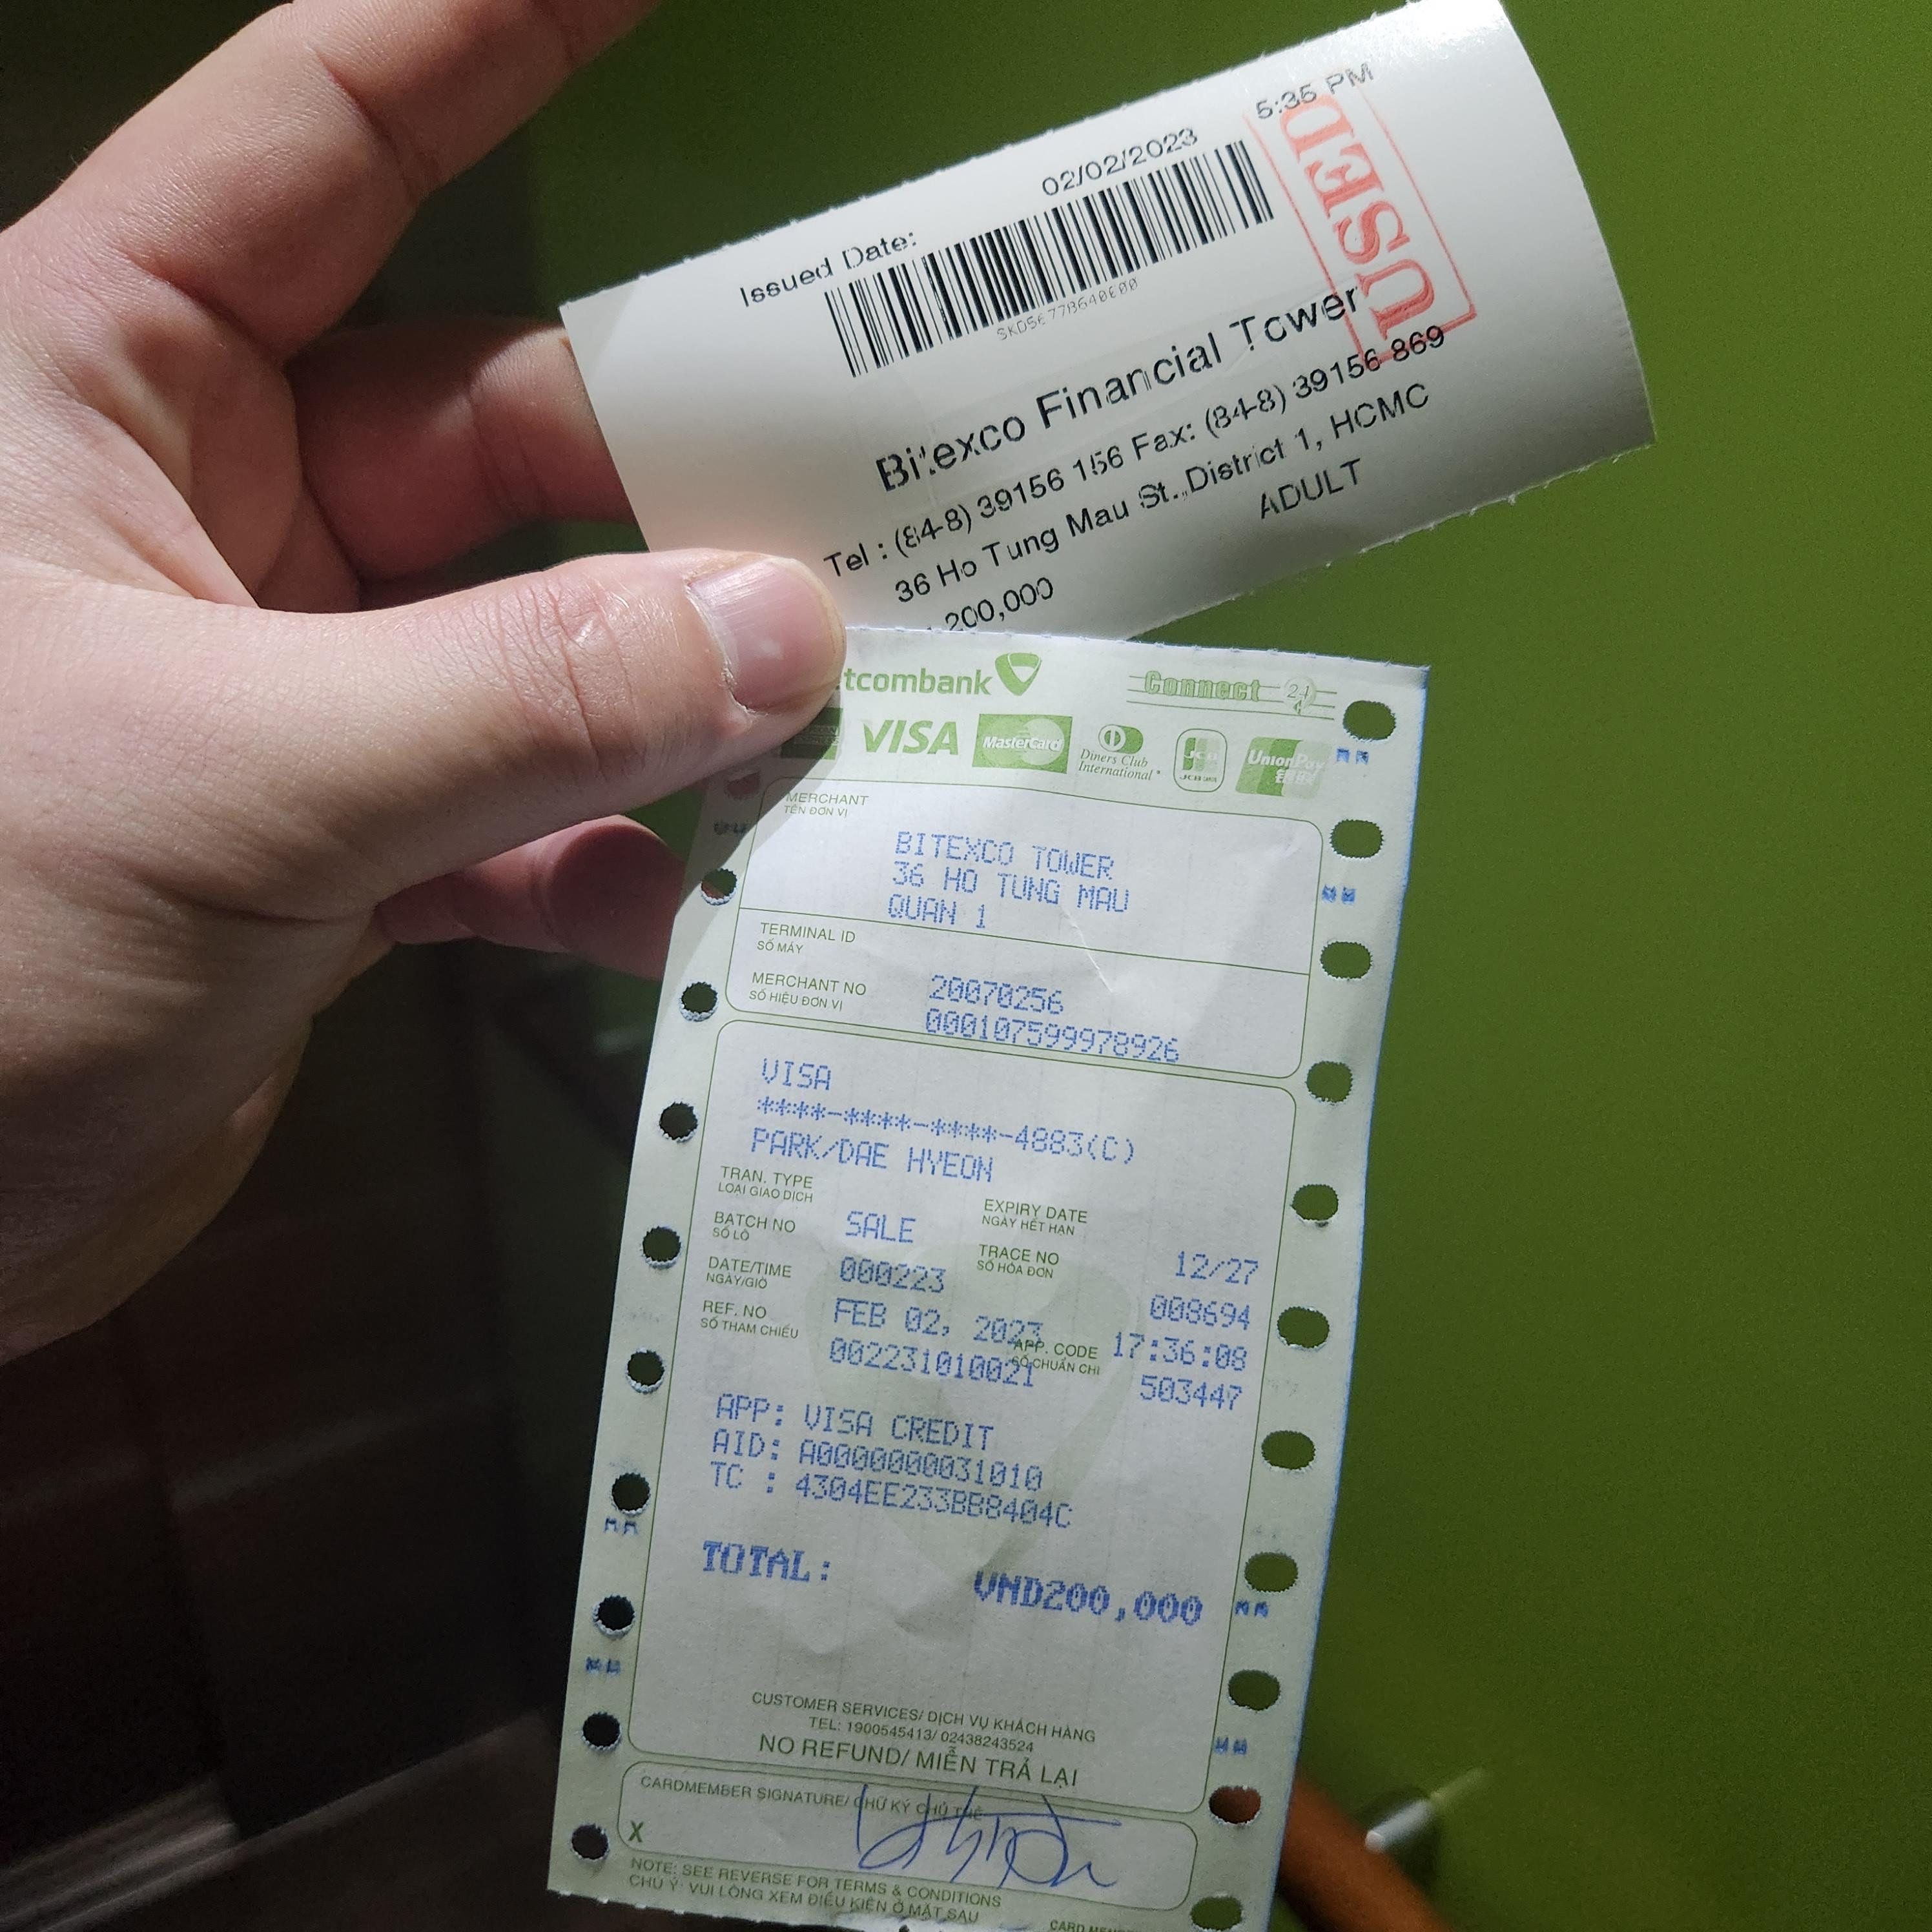 5:35 PM
USED
Issued Date: 02/02/2023
Bitexco Financial Tower
Tel : (84-8) 39156 156 Fax: (84-8) 39156 869
36 Ho Tung Mau St., District 1, HCMC
ADULT
200,000
tcombank
Connect 24
VISA MasterCard Diners Club International JCB UnionPay 银联
MERCHANT
TÊN ĐƠN VỊ
BITEXCO TOWER
36 HO TUNG MAU
QUAN 1
TERMINAL ID
SỐ MÁY
20070256
MERCHANT NO
SỐ HIỆU ĐƠN VỊ
000107599978926
VISA
****-****-****-4883(C)
PARK/DAE HYEON
TRAN. TYPE
LOẠI GIAO DỊCH
SALE
EXPIRY DATE
NGÀY HẾT HẠN
12/27
BATCH NO
SỐ LÔ
000223
TRACE NO
SỐ HÓA ĐƠN
008694
DATE/TIME
NGÀY/GIỜ
FEB 02, 2023 17:36:08
REF. NO
SỐ THAM CHIẾU
002231010021
APP. CODE
SỐ CHUẨN CHI
503447
APP: VISA CREDIT
AID: A0000000031010
TC : 4304EE233BB8404C
TOTAL: VND200,000
CUSTOMER SERVICES/ DỊCH VỤ KHÁCH HÀNG
TEL: 1900545413/ 02438243524
NO REFUND/ MIỄN TRẢ LẠI
CARDMEMBER SIGNATURE/ CHỮ KÝ CHỦ THẺ
X
NOTE: SEE REVERSE FOR TERMS & CONDITIONS
CHÚ Ý: VUI LÒNG XEM ĐIỀU KIỆN Ở MẶT SAU